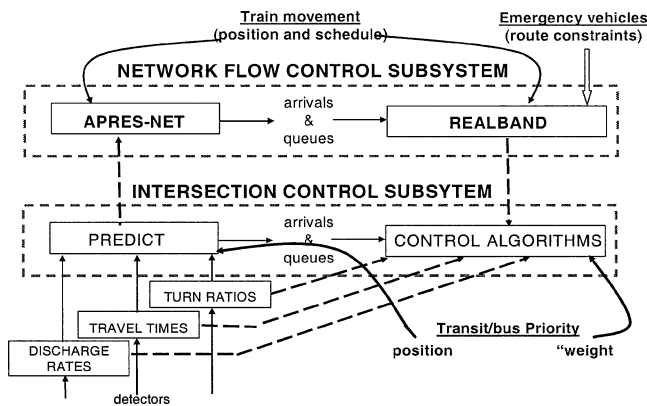 Train movement
(position and schedule)
Emergency vehicles
(route constraints)
NETWORK FLOW CONTROL SUBSYSTEM
APRES-NET
arrivals
&
queues
REALBAND
INTERSECTION CONTROL SUBSYTEM
PREDICT
arrivals
&
queues
CONTROL ALGORITHMS
TURN RATIOS
TRAVEL TIMES
DISCHARGE
RATES
Transit/bus Priority
position
“weight
detectors